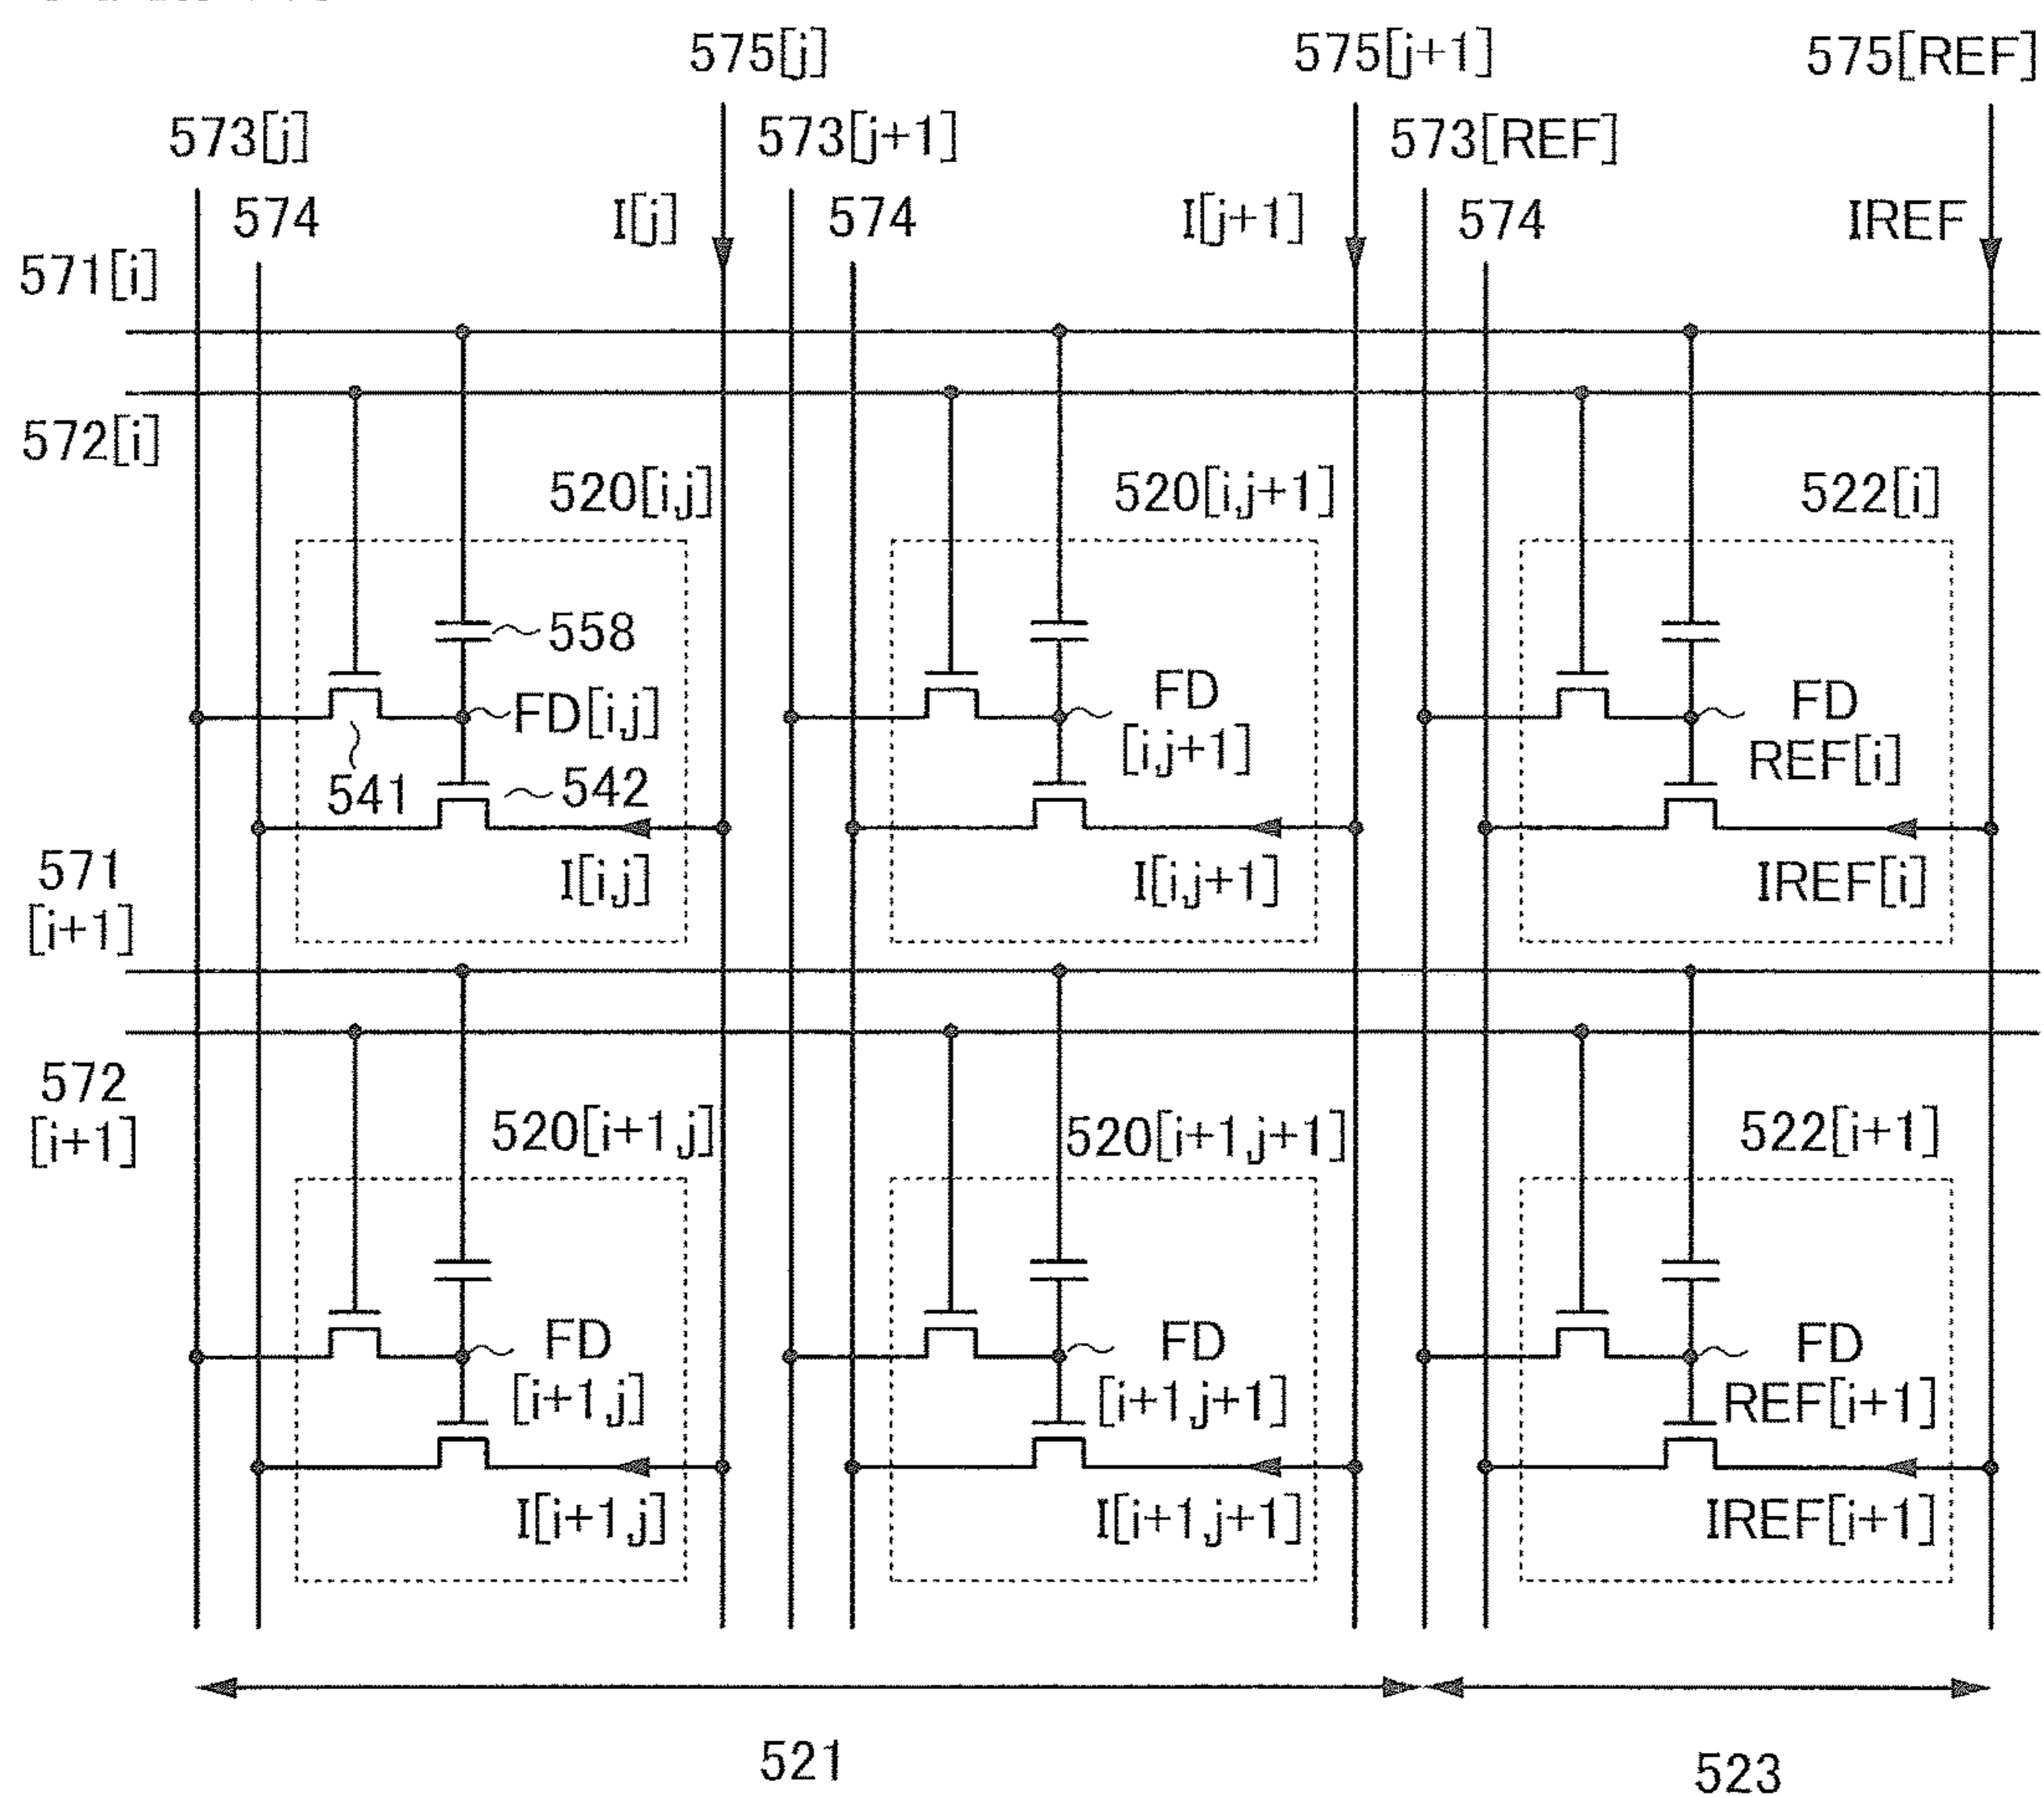 575[j]
575[j+1]
575[REF]
573[j]
573[j+1]
573[REF]
574
I[j]
574
I[j+1]
574
IREF
571[i]
572[i]
520[i,j]
520[i,j+1]
522[i]
558
FD[i,j]
FD
[i,j+1]
FD
REF[i]
541
542
I[i,j]
I[i,j+1]
IREF[i]
571
[i+1]
572
[i+1]
520[i+1,j]
520[i+1,j+1]
522[i+1]
FD
[i+1,j]
FD
[i+1,j+1]
FD
REF[i+1]
I[i+1,j]
I[i+1,j+1]
IREF[i+1]
521
523